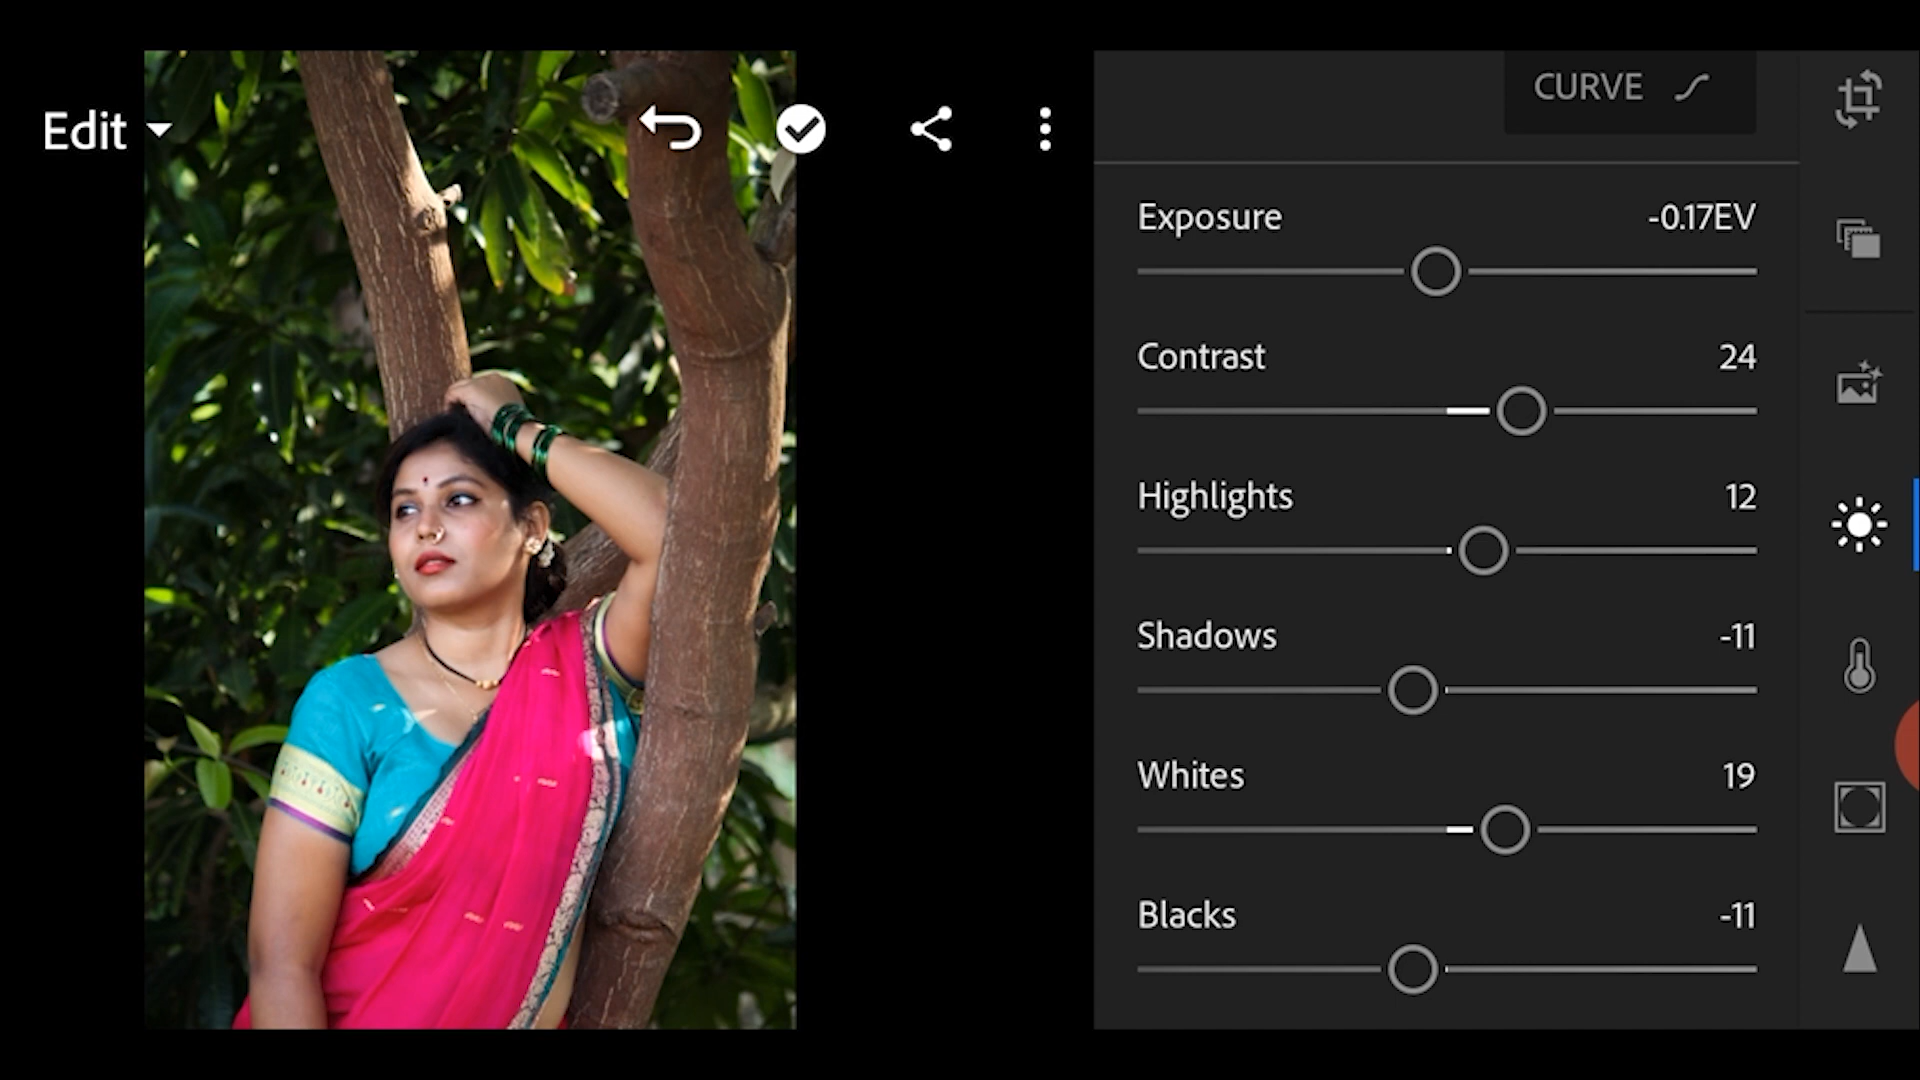 Edit
CURVE
Exposure -0.17EV
Contrast 24
Highlights 12
Shadows -11
Whites 19
Blacks -11